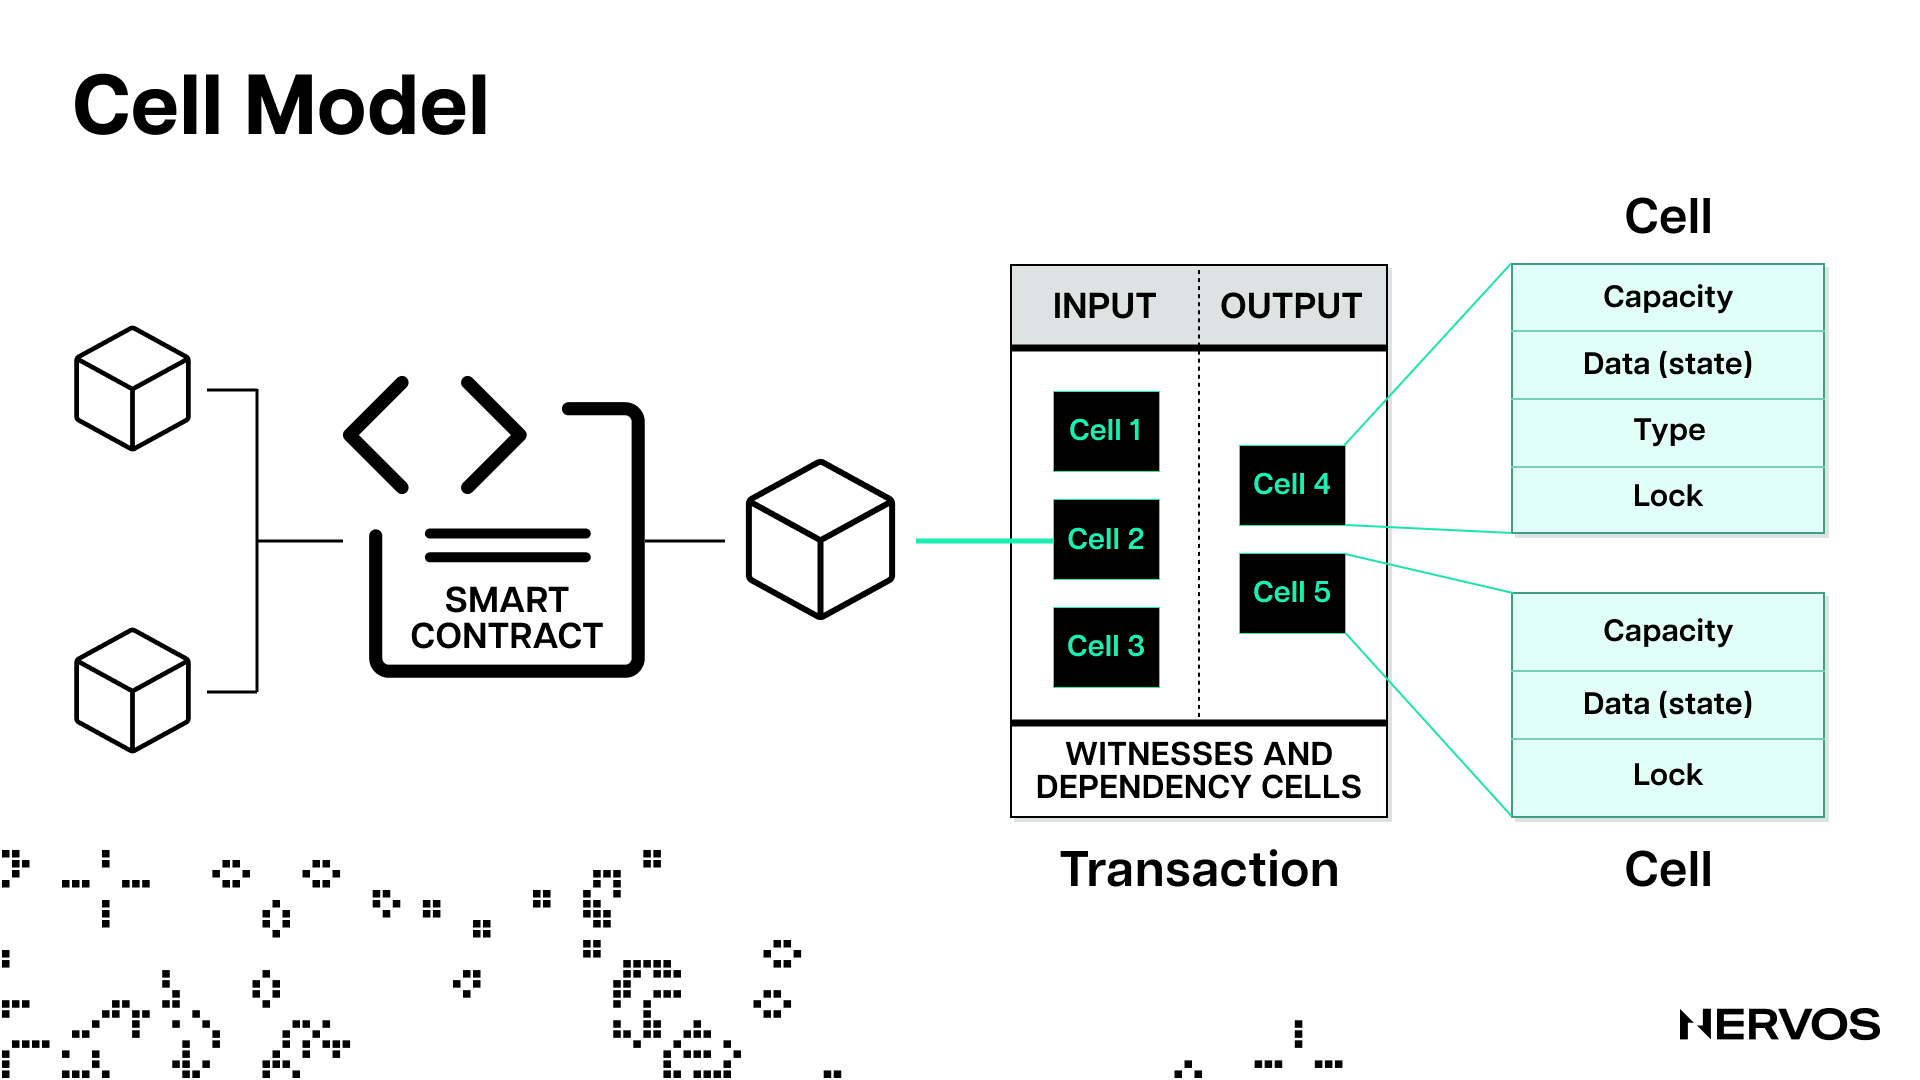 Cell Model
SMART
CONTRACT
INPUT
OUTPUT
Cell 1
Cell 2
Cell 3
Cell 4
Cell 5
WITNESSES AND
DEPENDENCY CELLS
Transaction
Cell
Capacity
Data (state)
Type
Lock
Capacity
Data (state)
Lock
Cell
NERVOS